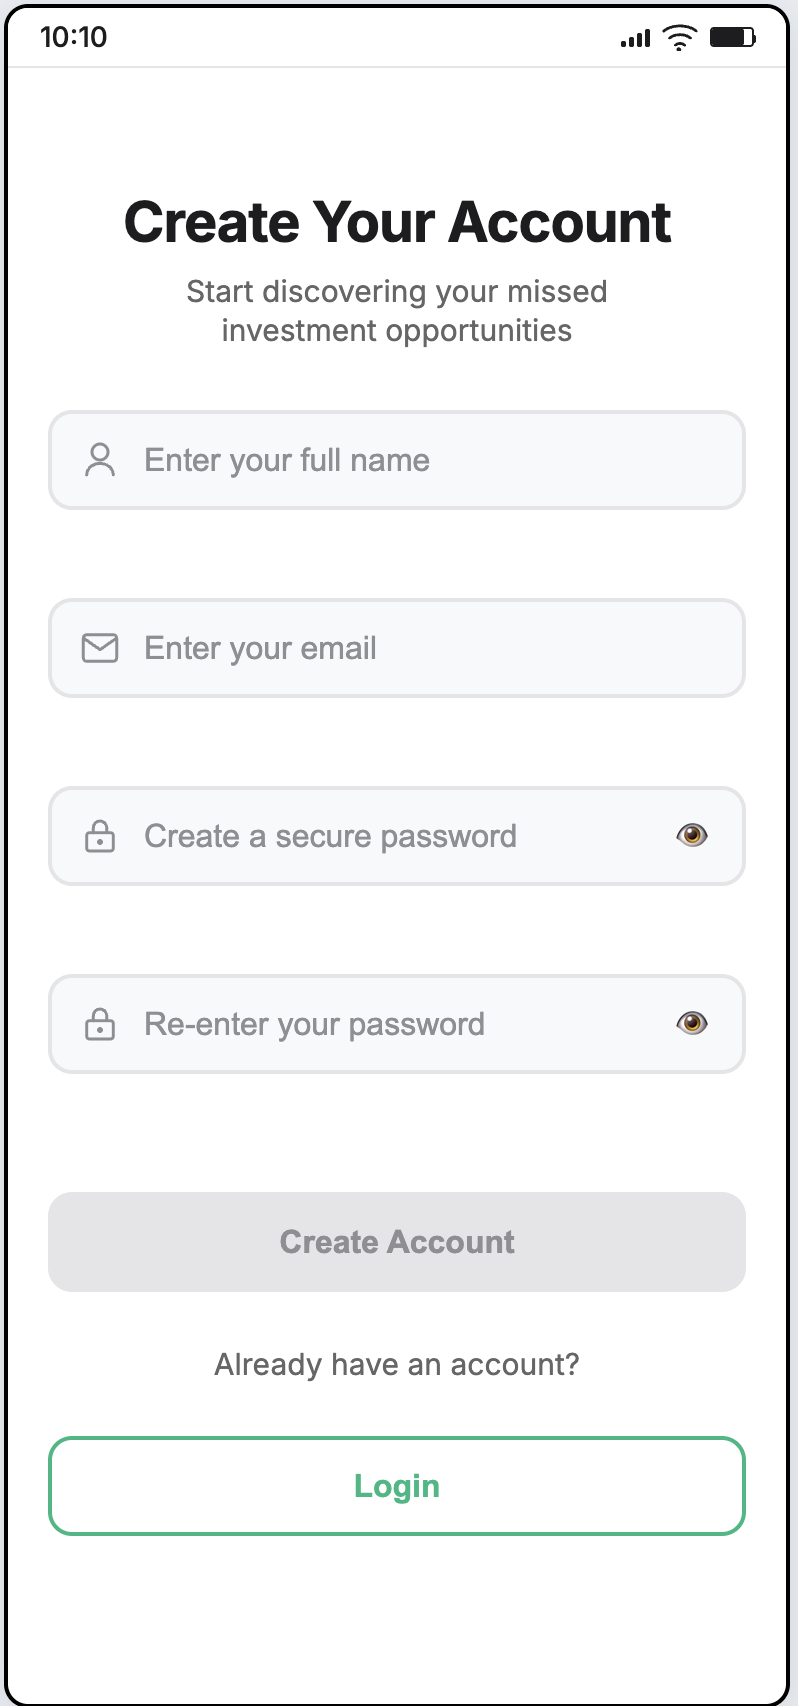 10:10
Create Your Account
Start discovering your missed
investment opportunities
Enter your full name
Enter your email
Create a secure password
Re-enter your password
Create Account
Already have an account?
Login